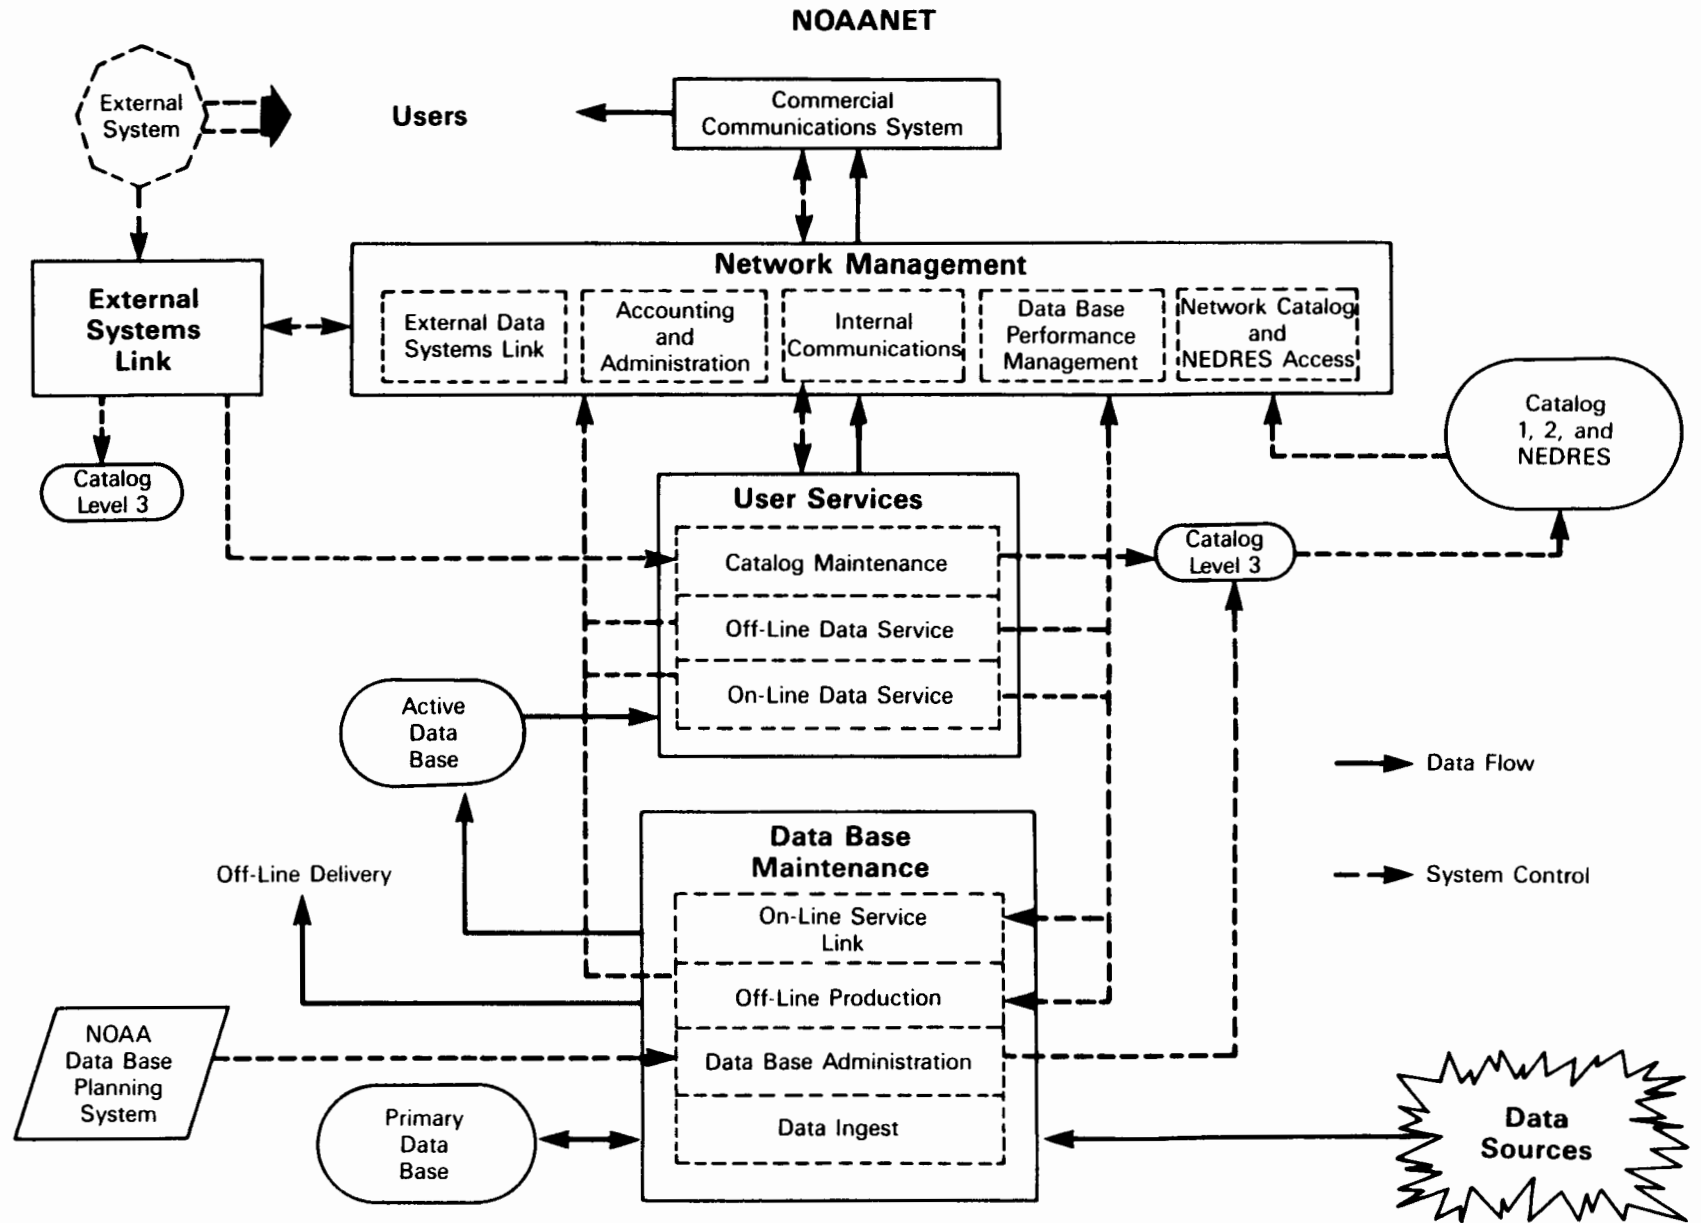 NOAANET
External
System
Users
Commercial
Communications System
Network Management
External
Systems
Link
External Data
Systems Link
Accounting
and
Administration
Internal
Communications
Data Base
Performance
Management
Network Catalog
and
NEDRES Access
Catalog
1, 2, and
NEDRES
Catalog
Level 3
User Services
Catalog Maintenance
Off-Line Data Service
On-Line Data Service
Catalog
Level 3
Active
Data
Base
Data Flow
System Control
Off-Line Delivery
Data Base
Maintenance
On-Line Service
Link
Off-Line Production
Data Base Administration
Data Ingest
NOAA
Data Base
Planning
System
Primary
Data
Base
Data
Sources